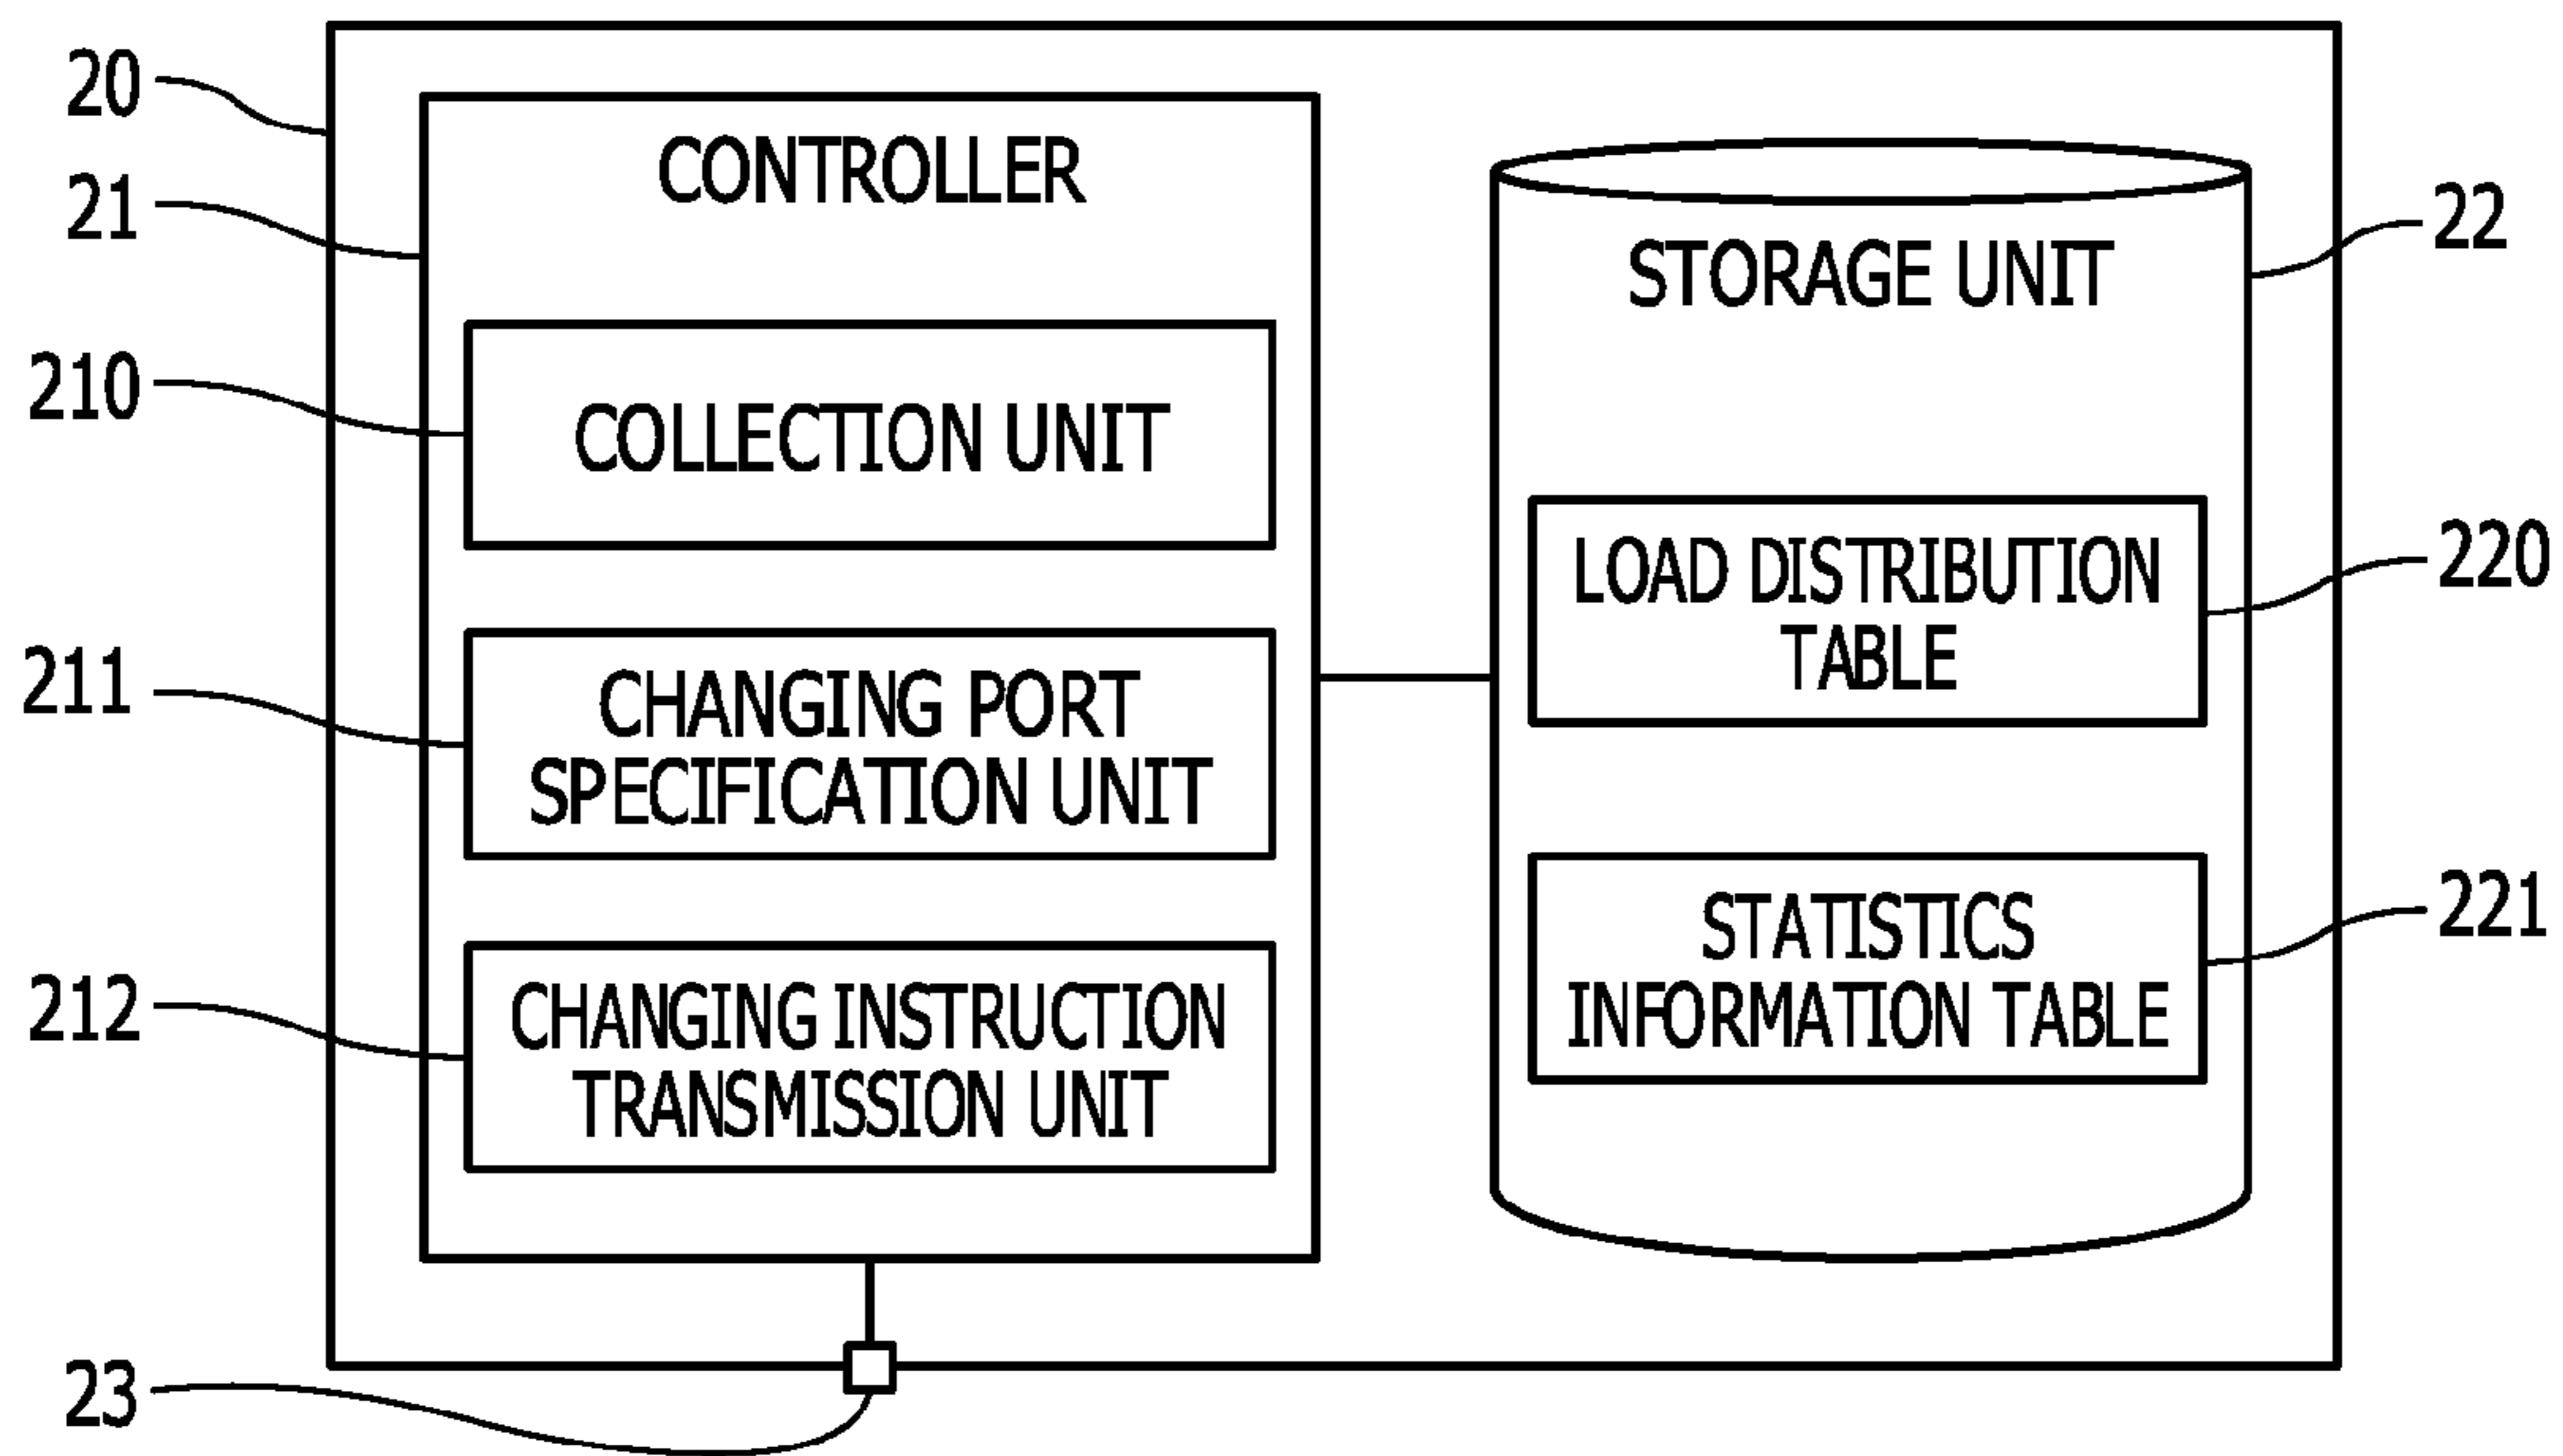 20
21
CONTROLLER
210
COLLECTION UNIT
211
CHANGING PORT
SPECIFICATION UNIT
212
CHANGING INSTRUCTION
TRANSMISSION UNIT
23
22
STORAGE UNIT
220
LOAD DISTRIBUTION
TABLE
221
STATISTICS
INFORMATION TABLE